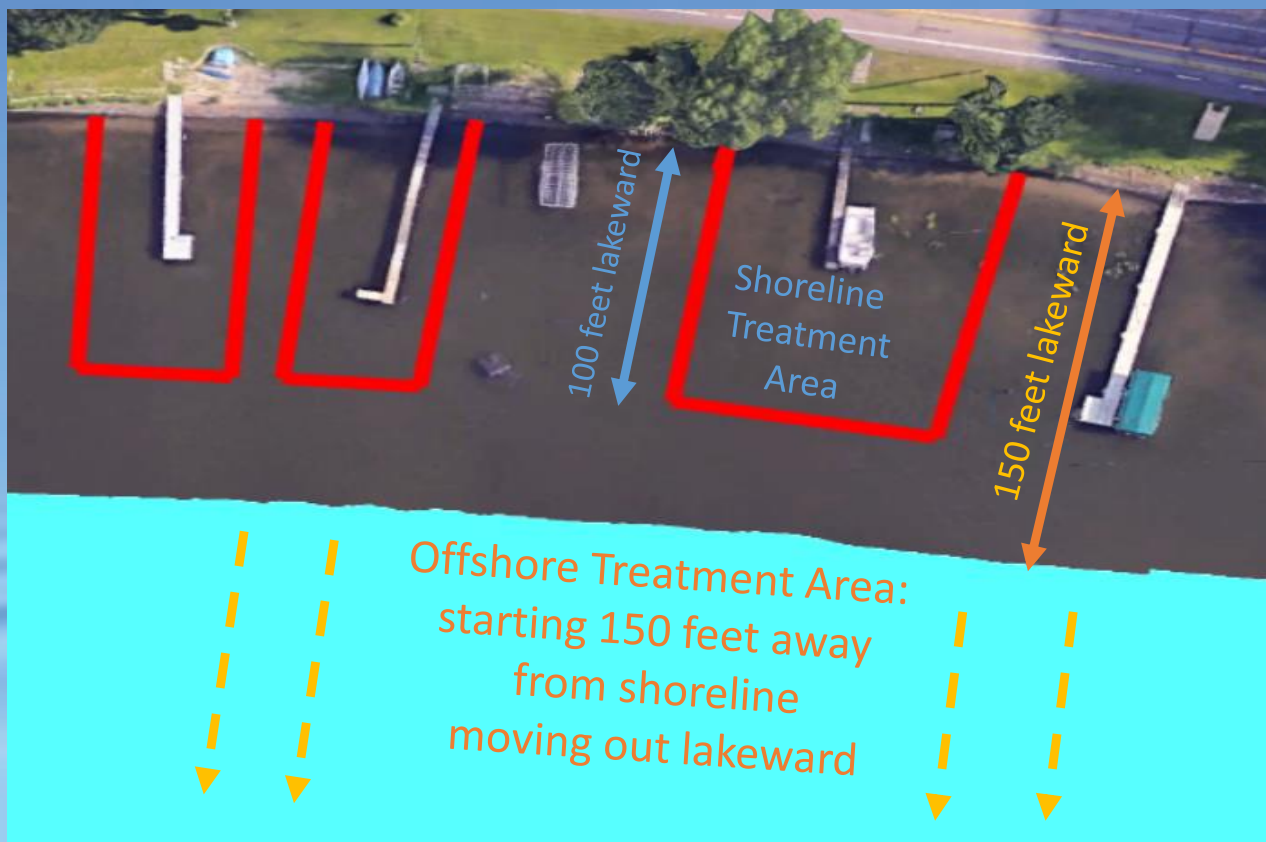 100 feet lakeward
Shoreline
Treatment
Area
150 feet lakeward
Offshore Treatment Area:
starting 150 feet away
from shoreline
moving out lakeward